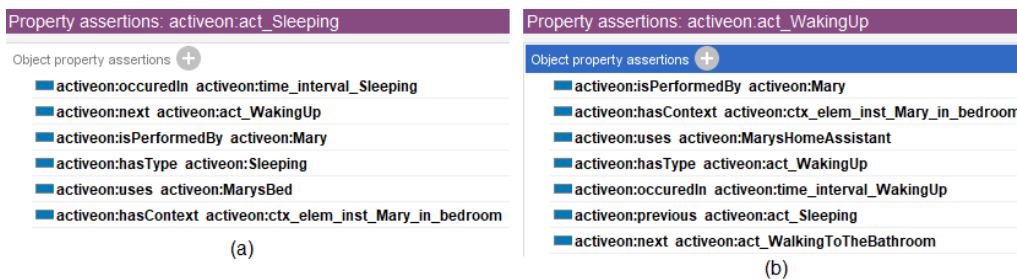 Property assertions: activeon:act_Sleeping
Object property assertions
activeon:occuredIn activeon:time_interval_Sleeping
activeon:next activeon:act_WakingUp
activeon:isPerformedBy activeon:Mary
activeon:hasType activeon:Sleeping
activeon:uses activeon:MarysBed
activeon:hasContext activeon:ctx_elem_inst_Mary_in_bedroom
(a)
Property assertions: activeon:act_WakingUp
Object property assertions
activeon:isPerformedBy activeon:Mary
activeon:hasContext activeon:ctx_elem_inst_Mary_in_bedroom
activeon:uses activeon:MarysHomeAssistant
activeon:hasType activeon:act_WakingUp
activeon:occuredIn activeon:time_interval_WakingUp
activeon:previous activeon:act_Sleeping
activeon:next activeon:act_WalkingToTheBathroom
(b)